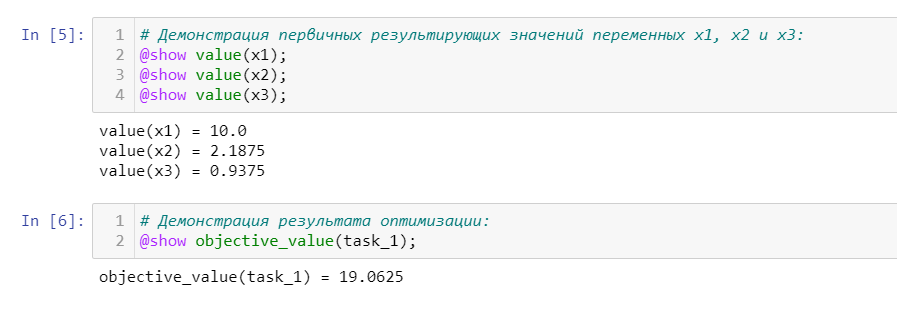 In [5]: 1 # Демонстрация первичных результирующих значений переменных x1, x2 и x3:
2 @show value(x1);
3 @show value(x2);
4 @show value(x3);
value(x1) = 10.0
value(x2) = 2.1875
value(x3) = 0.9375
In [6]: 1 # Демонстрация результата оптимизации:
2 @show objective_value(task_1);
objective_value(task_1) = 19.0625